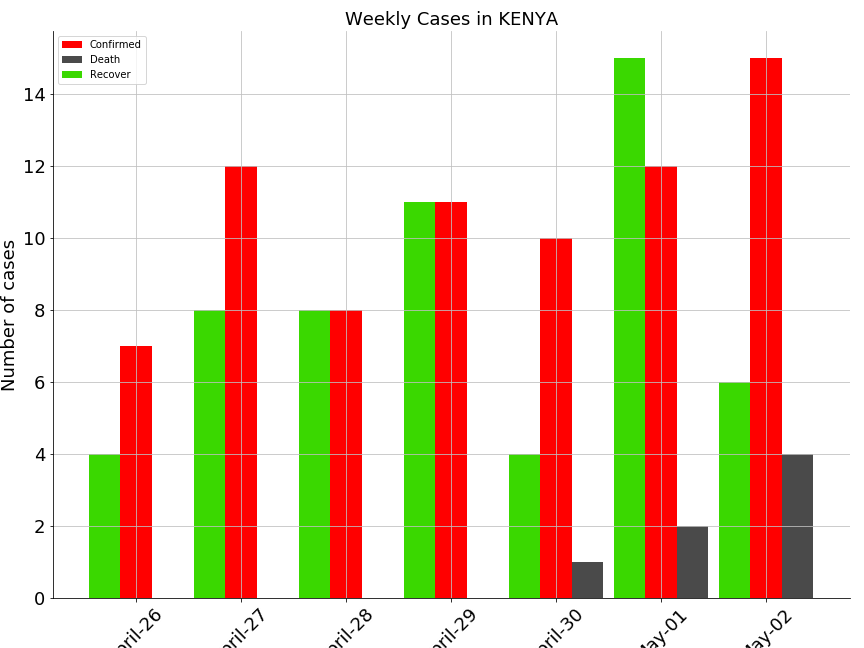 Weekly Cases in KENYA
Confirmed
Death
Recover
Number of cases
14
12
10
8
6
4
2
0
pril-26
pril-27
pril-28
pril-29
pril-30
May-01
May-02